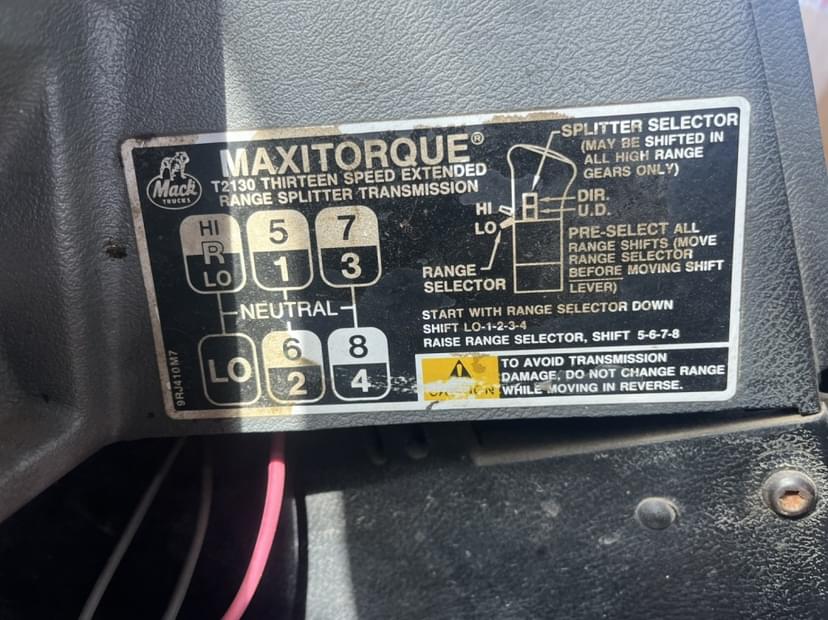 MAXITORQUE®
T2130 THIRTEEN SPEED EXTENDED
RANGE SPLITTER TRANSMISSION
Mack
TRUCKS
HI
R
LO
5
1
7
3
NEUTRAL
LO
6
2
8
4
9RJ410M7
SPLITTER SELECTOR
(MAY BE SHIFTED IN
ALL HIGH RANGE
GEARS ONLY)
DIR.
U.D.
HI
LO
RANGE
SELECTOR
PRE-SELECT ALL
RANGE SHIFTS (MOVE
RANGE SELECTOR
BEFORE MOVING SHIFT
LEVER)
START WITH RANGE SELECTOR DOWN
SHIFT LO-1-2-3-4
RAISE RANGE SELECTOR, SHIFT 5-6-7-8
CAUTION
TO AVOID TRANSMISSION
DAMAGE, DO NOT CHANGE RANGE
WHILE MOVING IN REVERSE.